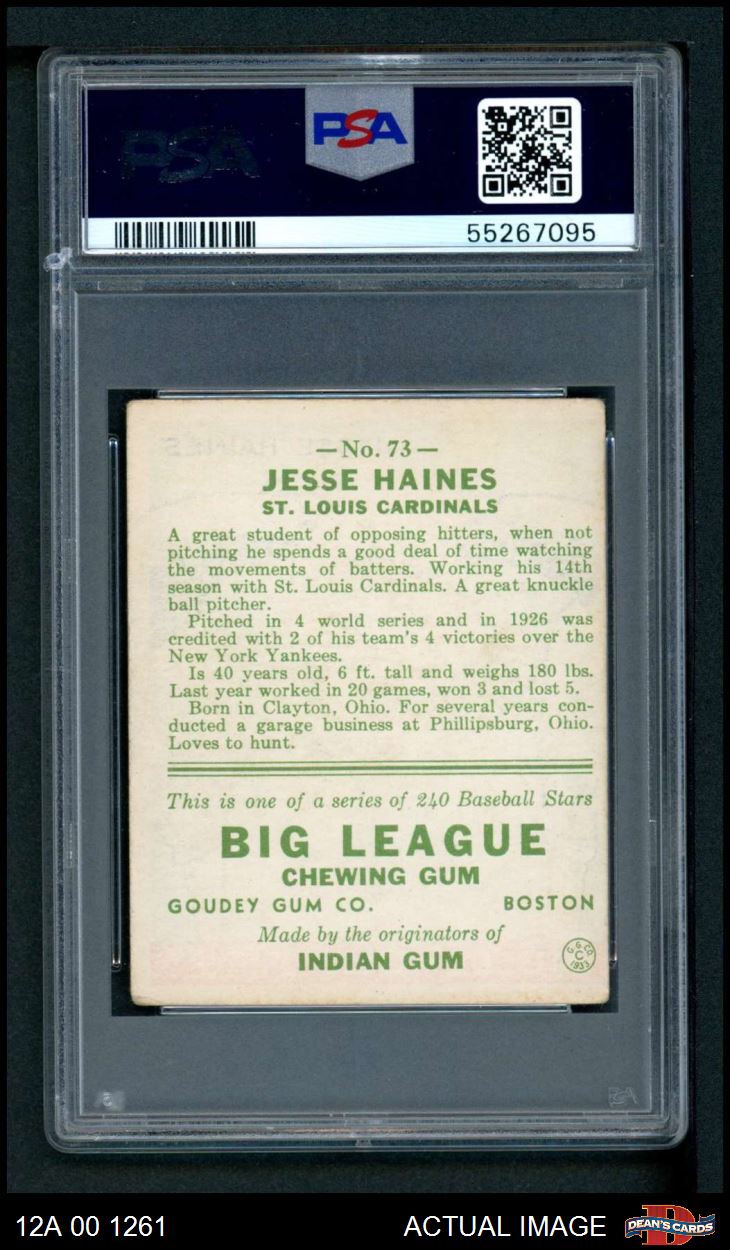 PSA
PSA
55267095
— No. 73 —
JESSE HAINES
ST. LOUIS CARDINALS
A great student of opposing hitters, when not
pitching he spends a good deal of time watching
the movements of batters. Working his 14th
season with St. Louis Cardinals. A great knuckle
ball pitcher.
Pitched in 4 world series and in 1926 was
credited with 2 of his team's 4 victories over the
New York Yankees.
Is 40 years old, 6 ft. tall and weighs 180 lbs.
Last year worked in 20 games, won 3 and lost 5.
Born in Clayton, Ohio. For several years con-
ducted a garage business at Phillipsburg, Ohio.
Loves to hunt.
This is one of a series of 240 Baseball Stars
BIG LEAGUE
CHEWING GUM
GOUDEY GUM CO. BOSTON
Made by the originators of
INDIAN GUM
G.G.CO.
C
1933
12A 00 1261 ACTUAL IMAGE DEAN'S CARDS